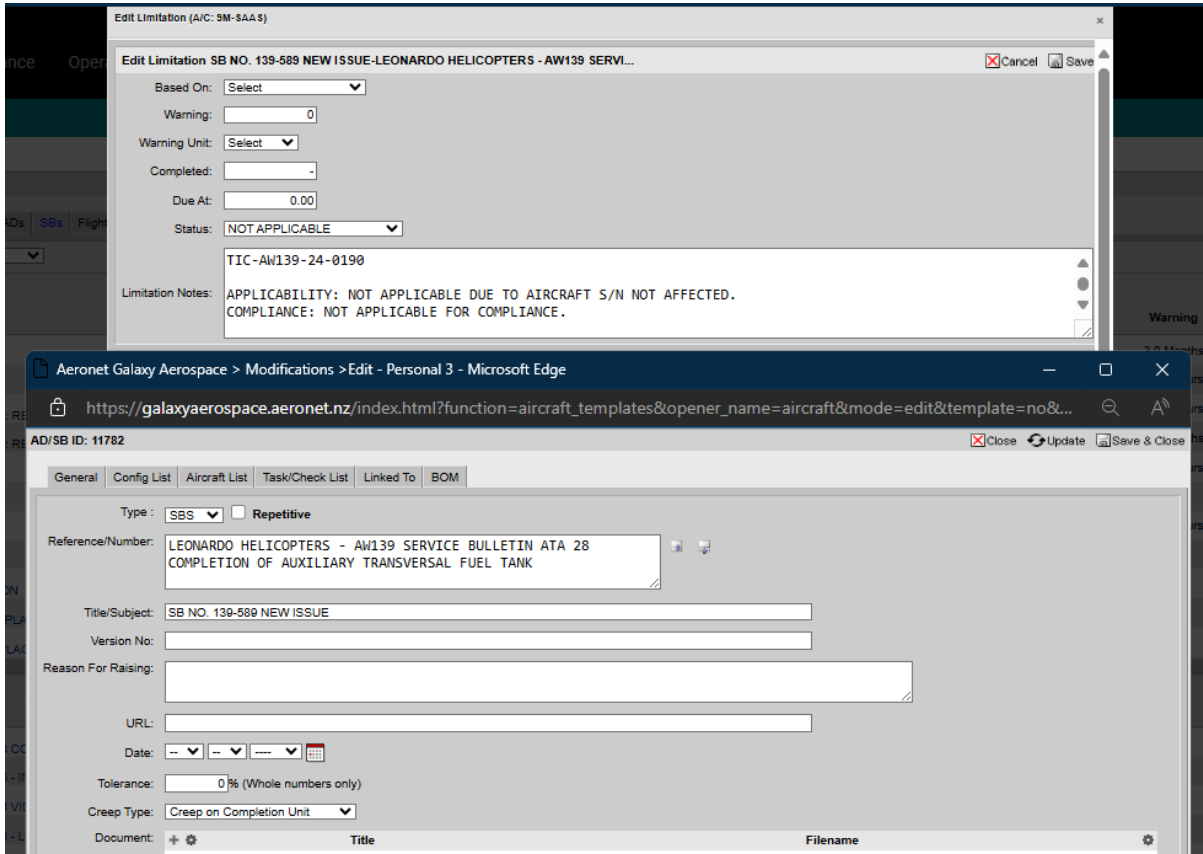 Edit Limitation (A/C: 9M-SAAS)
Edit Limitation SB NO. 139-589 NEW ISSUE-LEONARDO HELICOPTERS - AW139 SERVI...
Cancel Save
Based On: Select
Warning: 0
Warning Unit: Select
Completed: -
Due At: 0.00
ADs SBs Flight
Status: NOT APPLICABLE
TIC-AW139-24-0190
Limitation Notes: APPLICABILITY: NOT APPLICABLE DUE TO AIRCRAFT S/N NOT AFFECTED.
COMPLIANCE: NOT APPLICABLE FOR COMPLIANCE.
Warning
Aeronet Galaxy Aerospace > Modifications >Edit - Personal 3 - Microsoft Edge
https://galaxyaerospace.aeronet.nz/index.html?function=aircraft_templates&opener_name=aircraft&mode=edit&template=no&...
AD/SB ID: 11782
Close Update Save & Close
General Config List Aircraft List Task/Check List Linked To BOM
Type : SBS Repetitive
Reference/Number: LEONARDO HELICOPTERS - AW139 SERVICE BULLETIN ATA 28
COMPLETION OF AUXILIARY TRANSVERSAL FUEL TANK
Title/Subject: SB NO. 139-589 NEW ISSUE
Version No:
Reason For Raising:
URL:
Date: -- -- ----
Tolerance: 0 % (Whole numbers only)
Creep Type: Creep on Completion Unit
Document: Title Filename